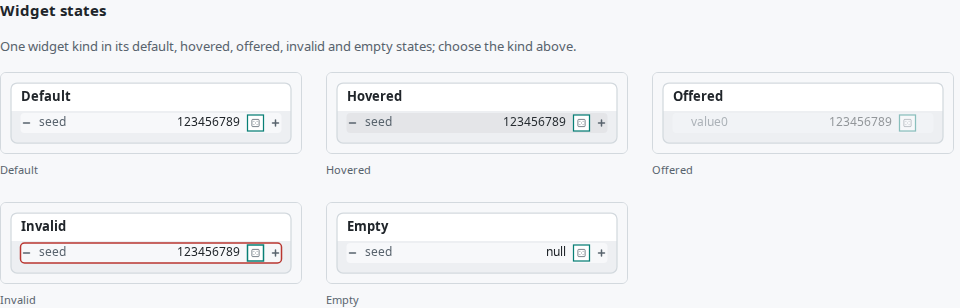 Widget states
One widget kind in its default, hovered, offered, invalid and empty states; choose the kind above.
Default
− seed 123456789 +
Default
Hovered
− seed 123456789 +
Hovered
Offered
value0 123456789
Offered
Invalid
− seed 123456789 +
Invalid
Empty
− seed null +
Empty